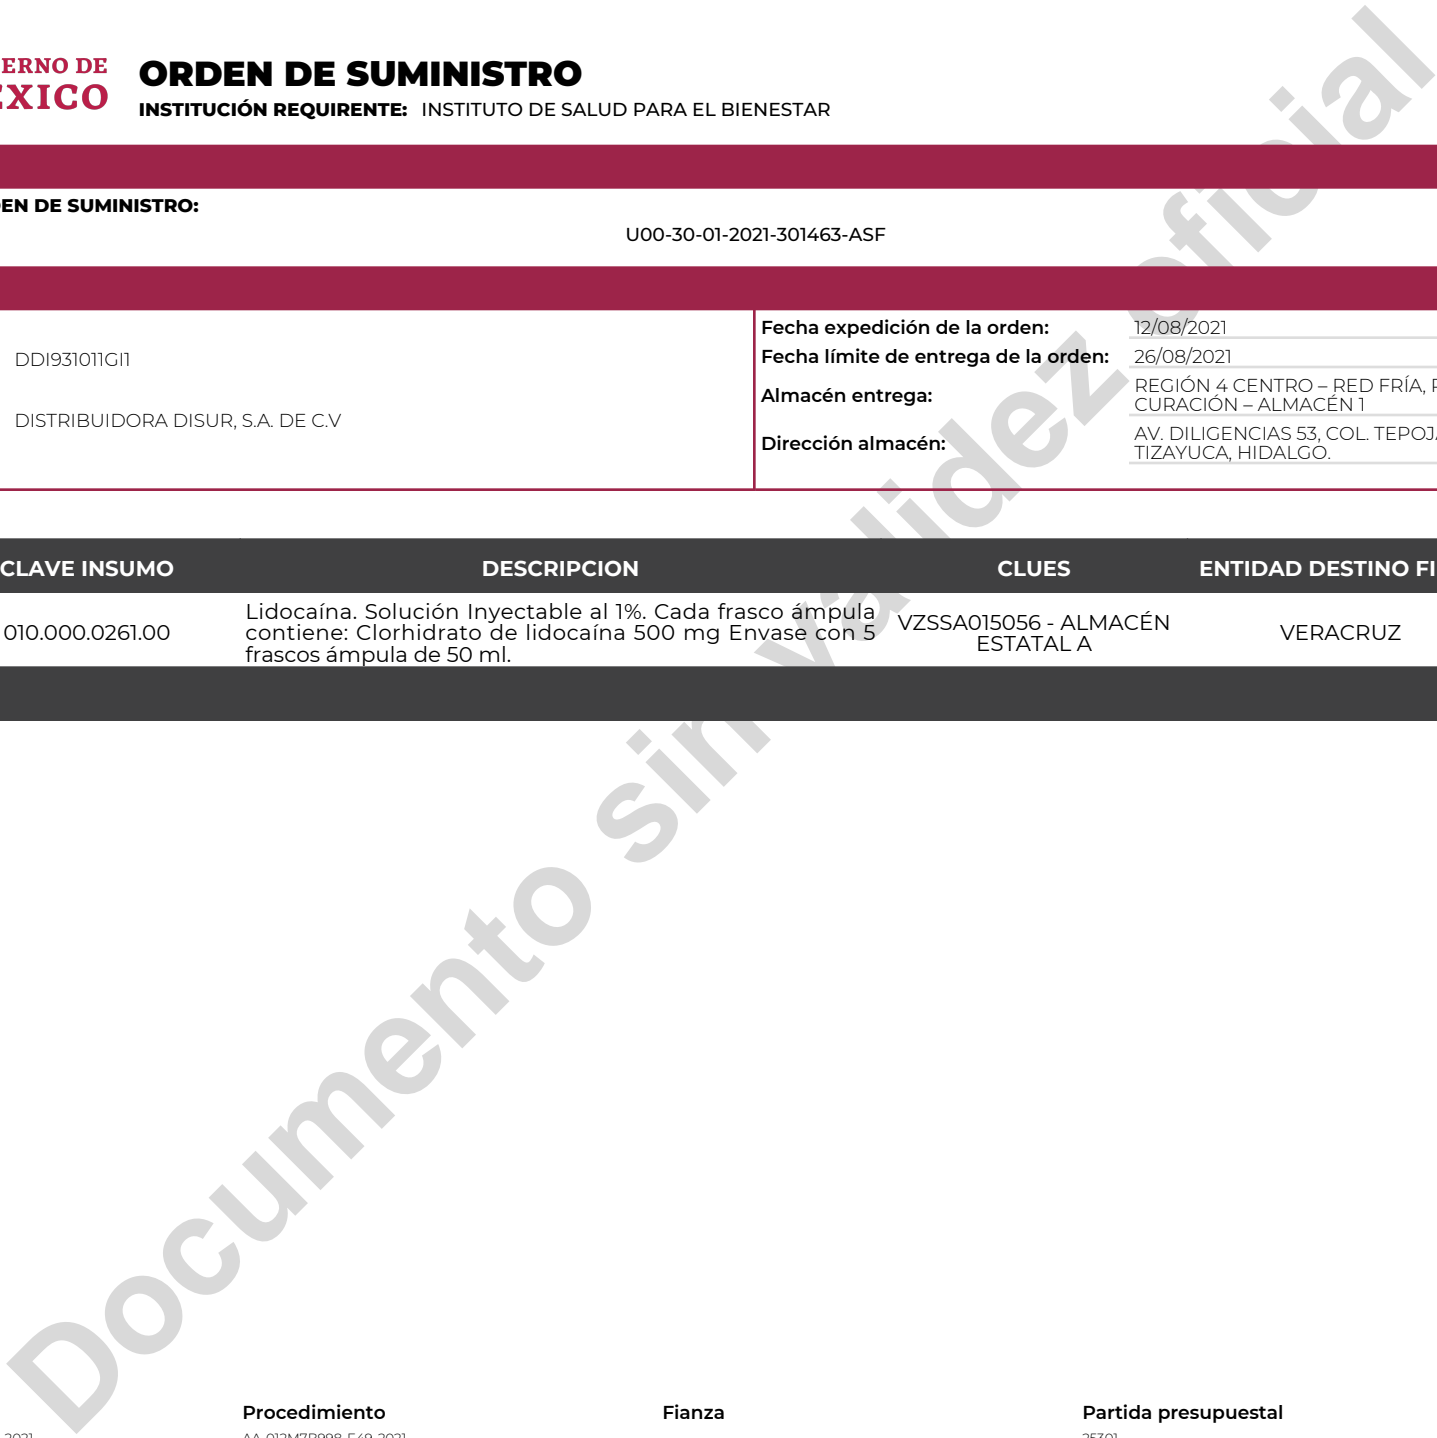 ERNO DE
ORDEN DE SUMINISTRO
INSTITUCIÓN REQUIRENTE: INSTITUTO DE SALUD PARA EL BIENESTAR
EN DE SUMINISTRO:
U00-30-01-2021-301463-ASF
DDI931011GI1
DISTRIBUIDORA DISUR, S.A. DE C.V
Fecha expedición de la orden: 12/08/2021
Fecha límite de entrega de la orden: 26/08/2021
Almacén entrega: REGIÓN 4 CENTRO – RED FRÍA,
CURACIÓN – ALMACÉN 1
Dirección almacén: AV. DILIGENCIAS 53, COL. TEPOJA
TIZAYUCA, HIDALGO.
CLAVE INSUMO DESCRIPCION CLUES ENTIDAD DESTINO FI
010.000.0261.00
Lidocaína. Solución Inyectable al 1%. Cada frasco ámpula
contiene: Clorhidrato de lidocaína 500 mg Envase con 5
frascos ámpula de 50 ml.
VZSSA015056 - ALMACÉN
ESTATAL A
VERACRUZ
Documento sin validez oficial
Procedimiento Fianza Partida presupuestal